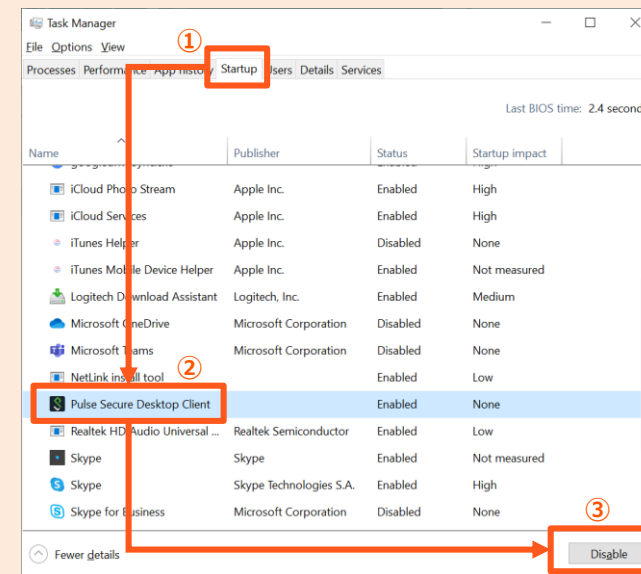 Task Manager
①
File Options View
Processes Performance App history Startup Users Details Services
Last BIOS time: 2.4 second
Name Publisher Status Startup impact
iCloud Photo Stream Apple Inc. Enabled High
iCloud Services Apple Inc. Enabled High
iTunes Helper Apple Inc. Disabled None
iTunes Mobile Device Helper Apple Inc. Enabled Not measured
Logitech Download Assistant Logitech, Inc. Enabled Medium
Microsoft OneDrive Microsoft Corporation Disabled None
Microsoft Teams Microsoft Corporation Disabled None
②
NetLink install tool Enabled Low
Pulse Secure Desktop Client Enabled None
Realtek HD Audio Universal ... Realtek Semiconductor Enabled Low
Skype Skype Enabled Not measured
Skype Skype Technologies S.A. Enabled High
Skype for Business Microsoft Corporation Disabled None
③
Fewer details Disable